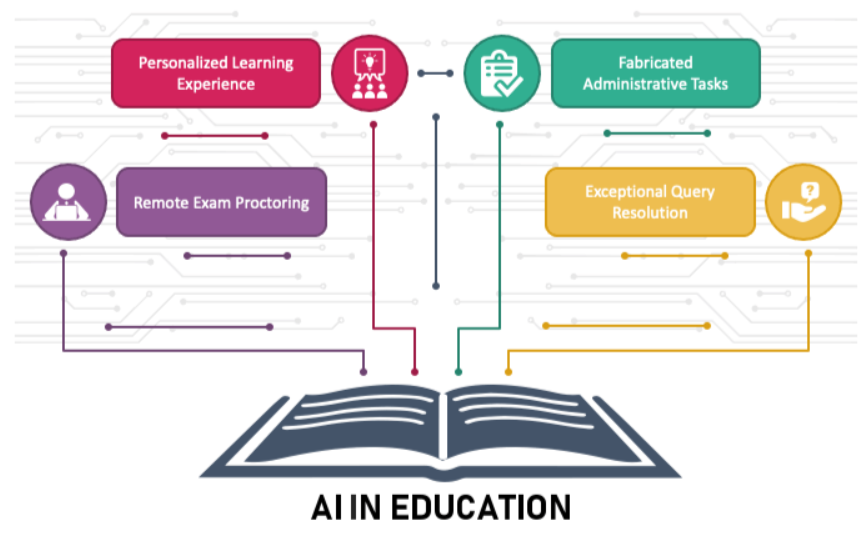 Personalized Learning
Experience
Fabricated
Administrative Tasks
Remote Exam Proctoring
Exceptional Query
Resolution
?
AI IN EDUCATION